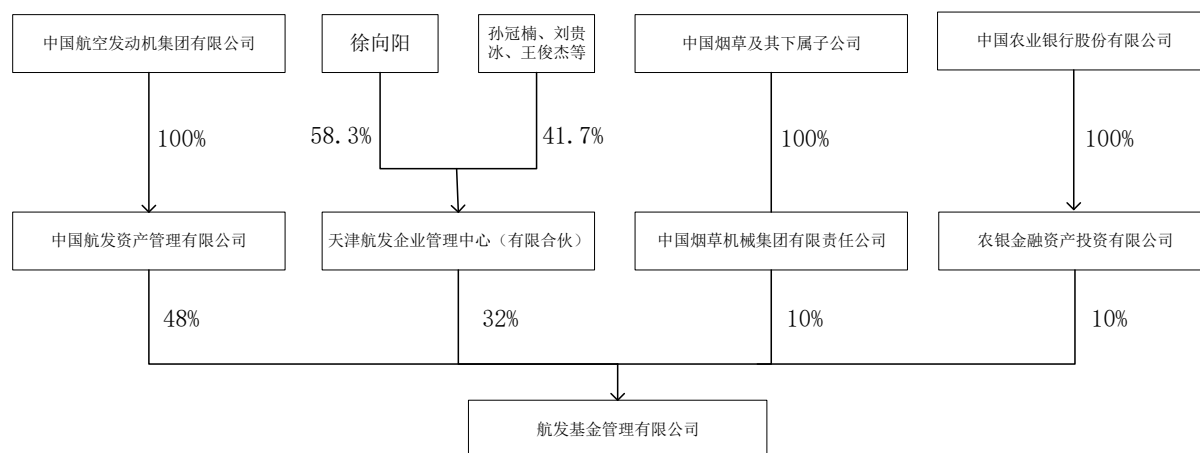 中国航空发动机集团有限公司
徐向阳
孙冠楠、刘贵
冰、王俊杰等
中国烟草及其下属子公司
中国农业银行股份有限公司
100%
58.3%
41.7%
100%
100%
中国航发资产管理有限公司
天津航发企业管理中心（有限合伙）
中国烟草机械集团有限责任公司
农银金融资产投资有限公司
48%
32%
10%
10%
航发基金管理有限公司